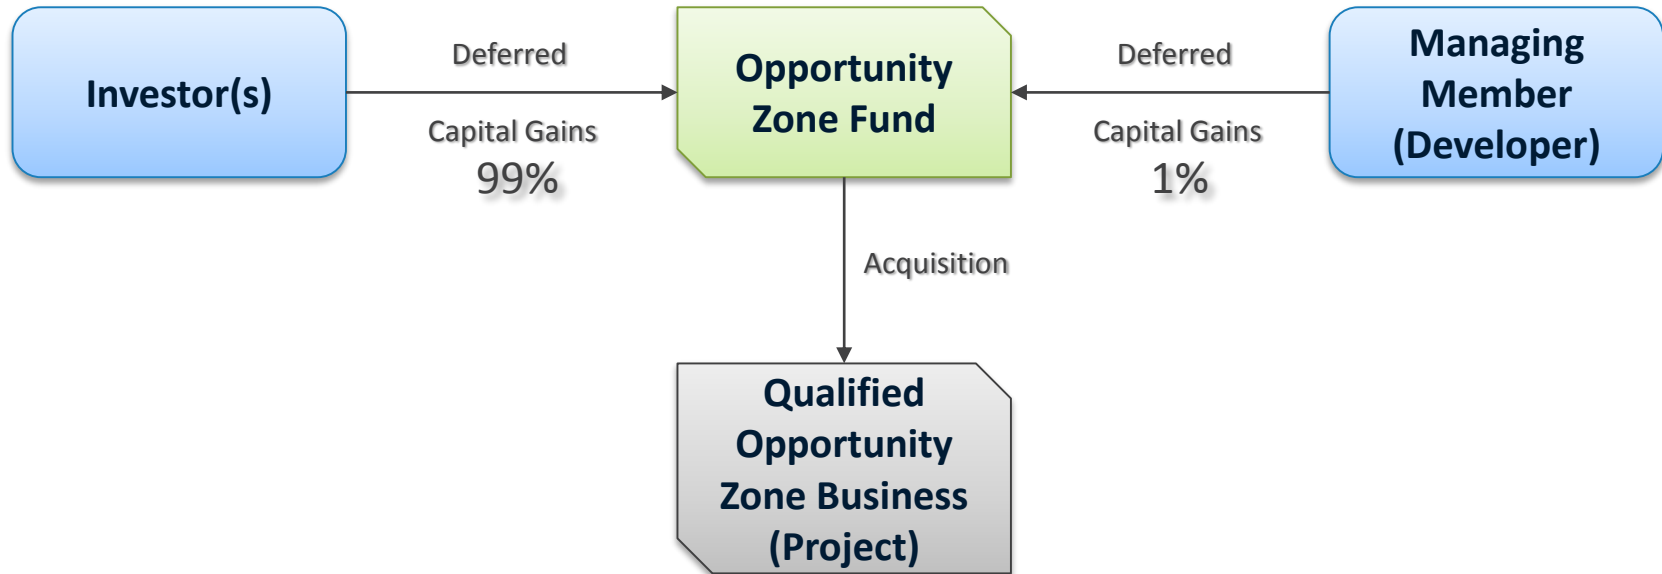 Investor(s)
Deferred
Capital Gains
99%
Opportunity
Zone Fund
Deferred
Capital Gains
1%
Managing
Member
(Developer)
Acquisition
Qualified
Opportunity
Zone Business
(Project)